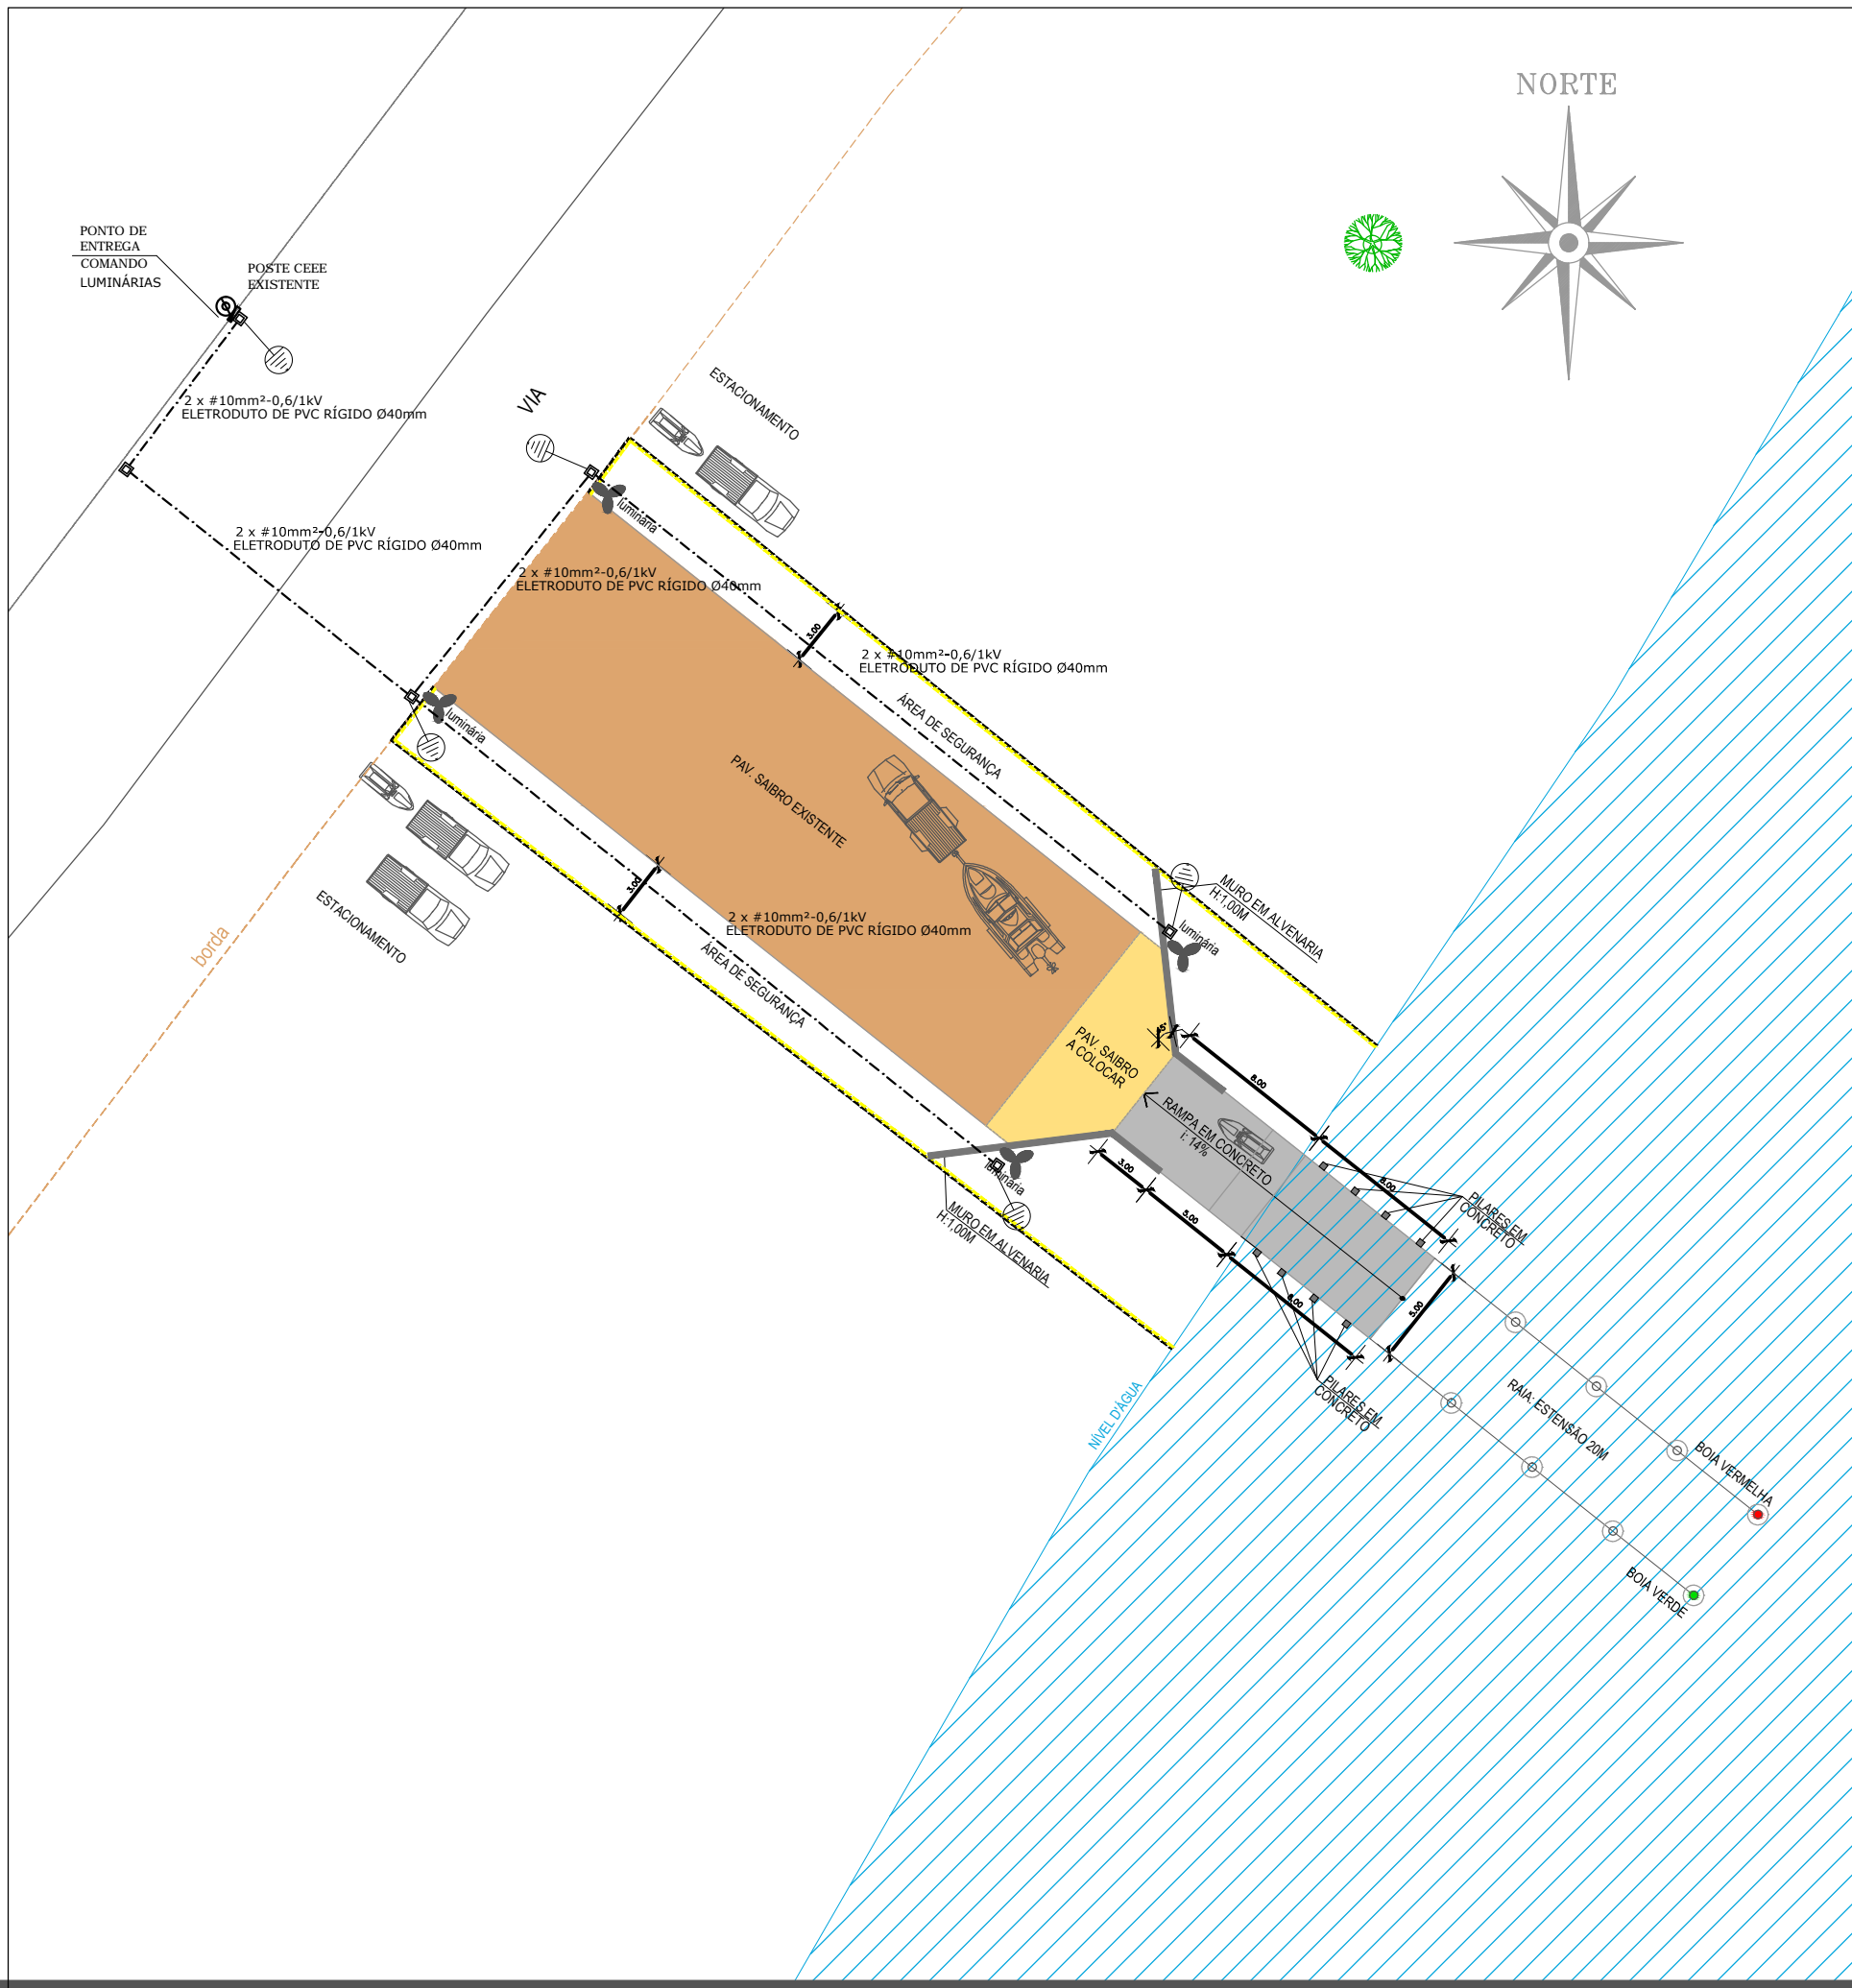 NORTE
PONTO DE
ENTREGA
COMANDO
LUMINÁRIAS
POSTE CEEE
EXISTENTE
2 x #10mm²-0,6/1kV
ELETRODUTO DE PVC RÍGIDO Ø40mm
VIA
ESTACIONAMENTO
luminária
2 x #10mm²-0,6/1kV
ELETRODUTO DE PVC RÍGIDO Ø40mm
2 x #10mm²-0,6/1kV
ELETRODUTO DE PVC RÍGIDO Ø40mm
3.00
2 x #10mm²-0,6/1kV
ELETRODUTO DE PVC RÍGIDO Ø40mm
ÁREA DE SEGURANÇA
luminária
PAV. SAIBRO EXISTENTE
3.00
ESTACIONAMENTO
borda
2 x #10mm²-0,6/1kV
ELETRODUTO DE PVC RÍGIDO Ø40mm
ÁREA DE SEGURANÇA
MURO EM ALVENARIA
H:1,00M
luminária
PAV. SAIBRO
A COLOCAR
8.00
RAMPA EM CONCRETO
i: 14%
3.00
luminária
MURO EM ALVENARIA
H:1,00M
5.00
8.00
PILARES EM
CONCRETO
6.00
5.00
PILARES EM
CONCRETO
NÍVEL D'ÁGUA
RAIA: ESTENSÃO 20M
BOIA VERMELHA
BOIA VERDE